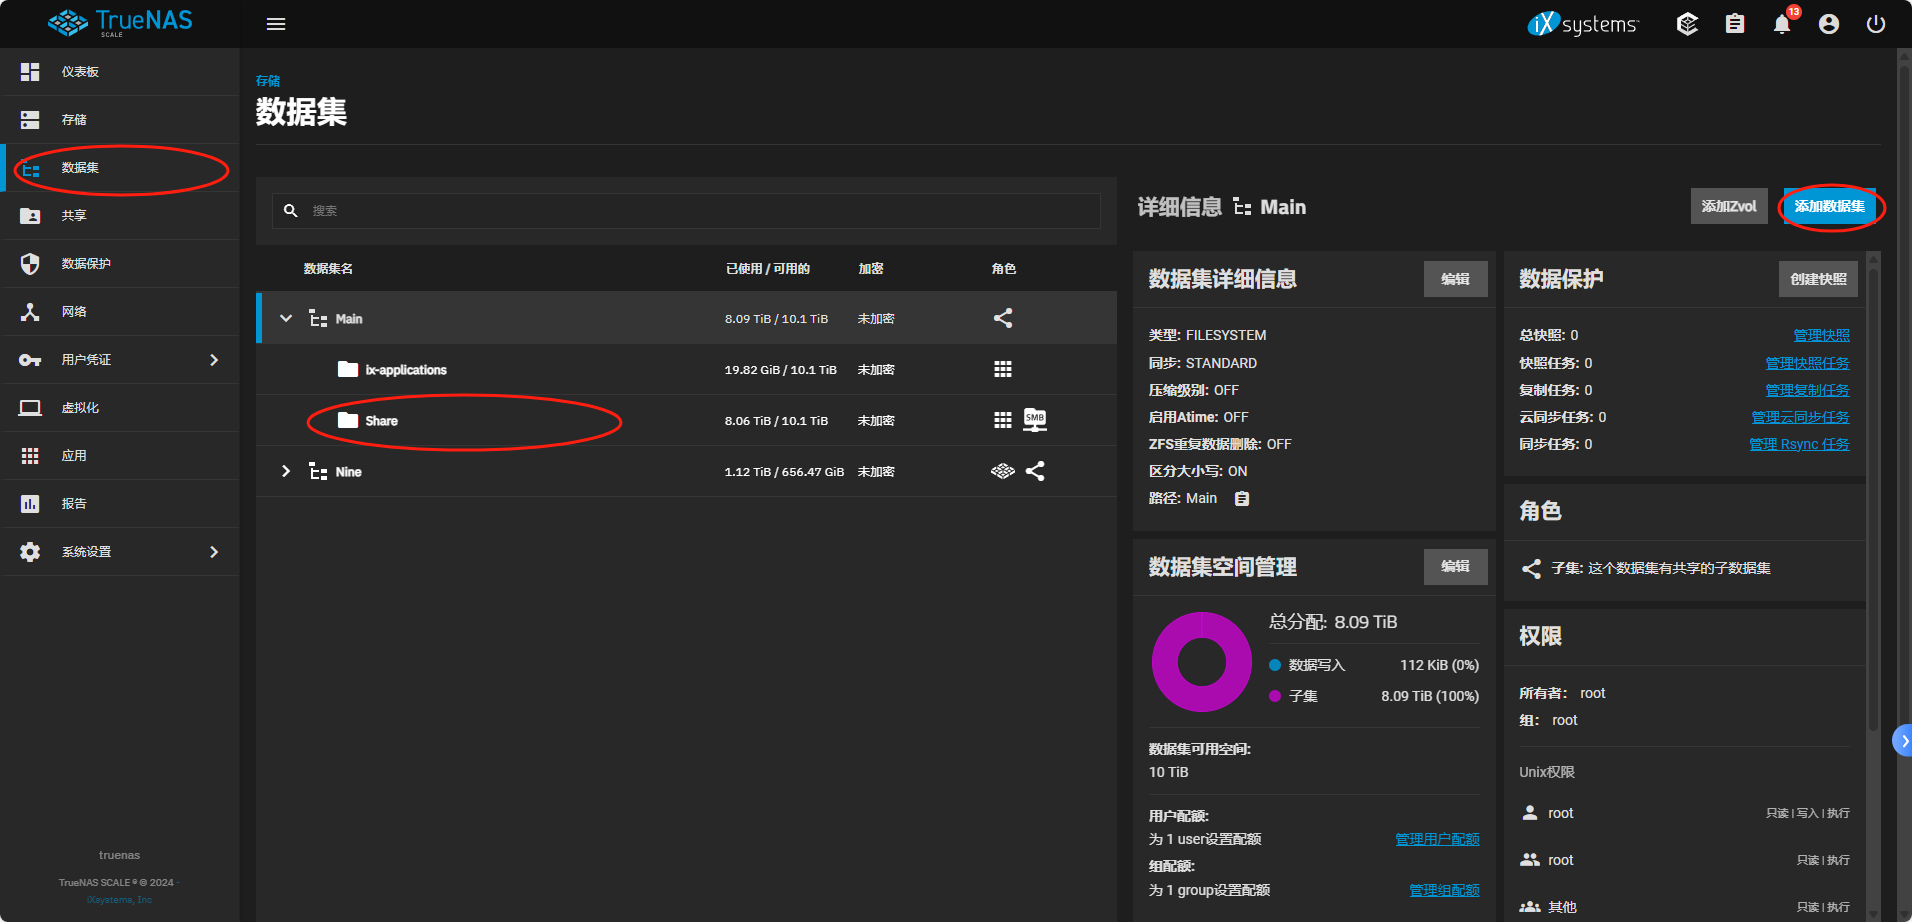 TrueNAS
SCALE
iXsystems
13
仪表板
存储
数据集
共享
数据保护
网络
用户凭证
虚拟化
应用
报告
系统设置
truenas
TrueNAS SCALE ® © 2024 -
iXsystems, Inc
存储
数据集
搜索
数据集名 已使用 / 可用的 加密 角色
Main 8.09 TiB / 10.1 TiB 未加密
ix-applications 19.82 GiB / 10.1 TiB 未加密
Share 8.06 TiB / 10.1 TiB 未加密 SMB
Nine 1.12 TiB / 656.47 GiB 未加密
详细信息 Main 添加Zvol 添加数据集
数据集详细信息 编辑
类型: FILESYSTEM
同步: STANDARD
压缩级别: OFF
启用Atime: OFF
ZFS重复数据删除: OFF
区分大小写: ON
路径: Main
数据集空间管理 编辑
总分配: 8.09 TiB
数据写入 112 KiB (0%)
子集 8.09 TiB (100%)
数据集可用空间:
10 TiB
用户配额:
为 1 user设置配额 管理用户配额
组配额:
为 1 group设置配额 管理组配额
数据保护 创建快照
总快照: 0 管理快照
快照任务: 0 管理快照任务
复制任务: 0 管理复制任务
云同步任务: 0 管理云同步任务
同步任务: 0 管理 Rsync 任务
角色
子集: 这个数据集有共享的子数据集
权限
所有者: root
组: root
Unix权限
root 只读 | 写入 | 执行
root 只读 | 执行
其他 只读 | 执行